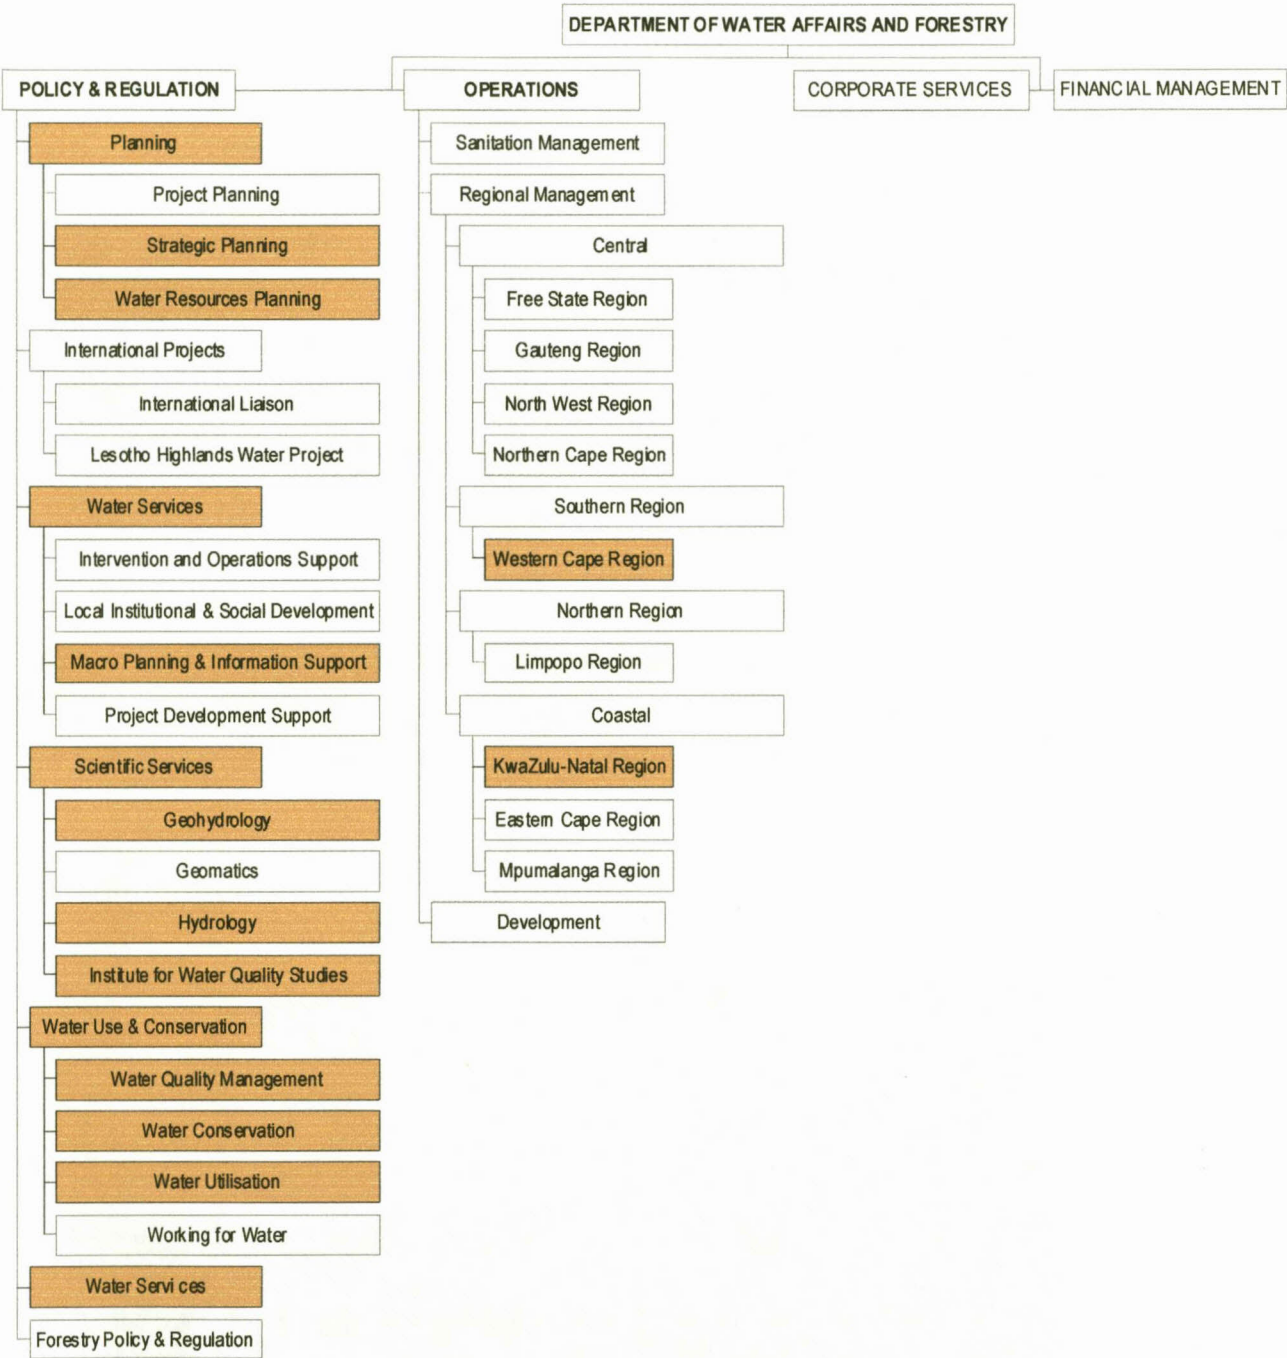 DEPARTMENT OF WATER AFFAIRS AND FORESTRY
POLICY & REGULATION
OPERATIONS
CORPORATE SERVICES
FINANCIAL MANAGEMENT
Planning
Project Planning
Strategic Planning
Water Resources Planning
International Projects
International Liaison
Lesotho Highlands Water Project
Water Services
Intervention and Operations Support
Local Institutional & Social Development
Macro Planning & Information Support
Project Development Support
Scientific Services
Geohydrology
Geomatics
Hydrology
Institute for Water Quality Studies
Water Use & Conservation
Water Quality Management
Water Conservation
Water Utilisation
Working for Water
Water Services
Forestry Policy & Regulation
Sanitation Management
Regional Management
Central
Free State Region
Gauteng Region
North West Region
Northern Cape Region
Southern Region
Western Cape Region
Northern Region
Limpopo Region
Coastal
KwaZulu-Natal Region
Eastern Cape Region
Mpumalanga Region
Development